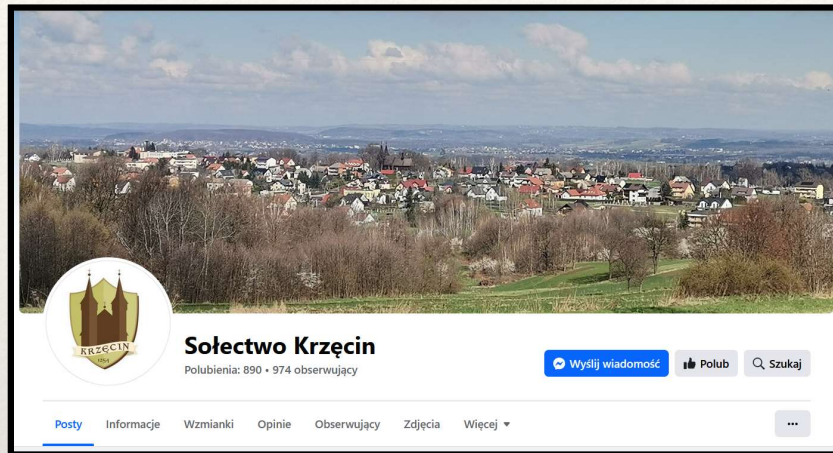 KRZĘCIN
1254
Sołectwo Krzęcin
Polubienia: 890 • 974 obserwujący
Wyślij wiadomość
Polub
Szukaj
Posty
Informacje
Wzmianki
Opinie
Obserwujący
Zdjęcia
Więcej